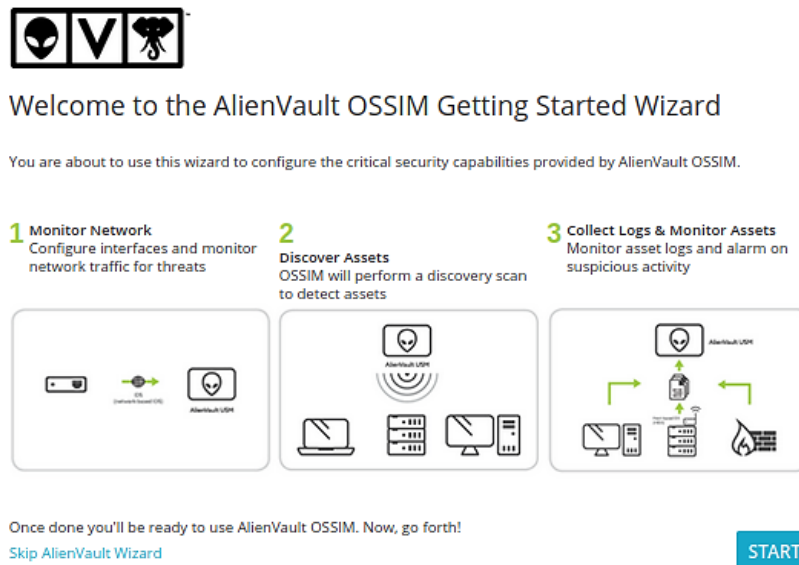 V
Welcome to the AlienVault OSSIM Getting Started Wizard
You are about to use this wizard to configure the critical security capabilities provided by AlienVault OSSIM.
1 Monitor Network
Configure interfaces and monitor
network traffic for threats
2
Discover Assets
OSSIM will perform a discovery scan
to detect assets
3 Collect Logs & Monitor Assets
Monitor asset logs and alarm on
suspicious activity
IDS
(network-based IDS)
AlienVault USM
AlienVault USM
AlienVault USM
Once done you'll be ready to use AlienVault OSSIM. Now, go forth!
Skip AlienVault Wizard
START